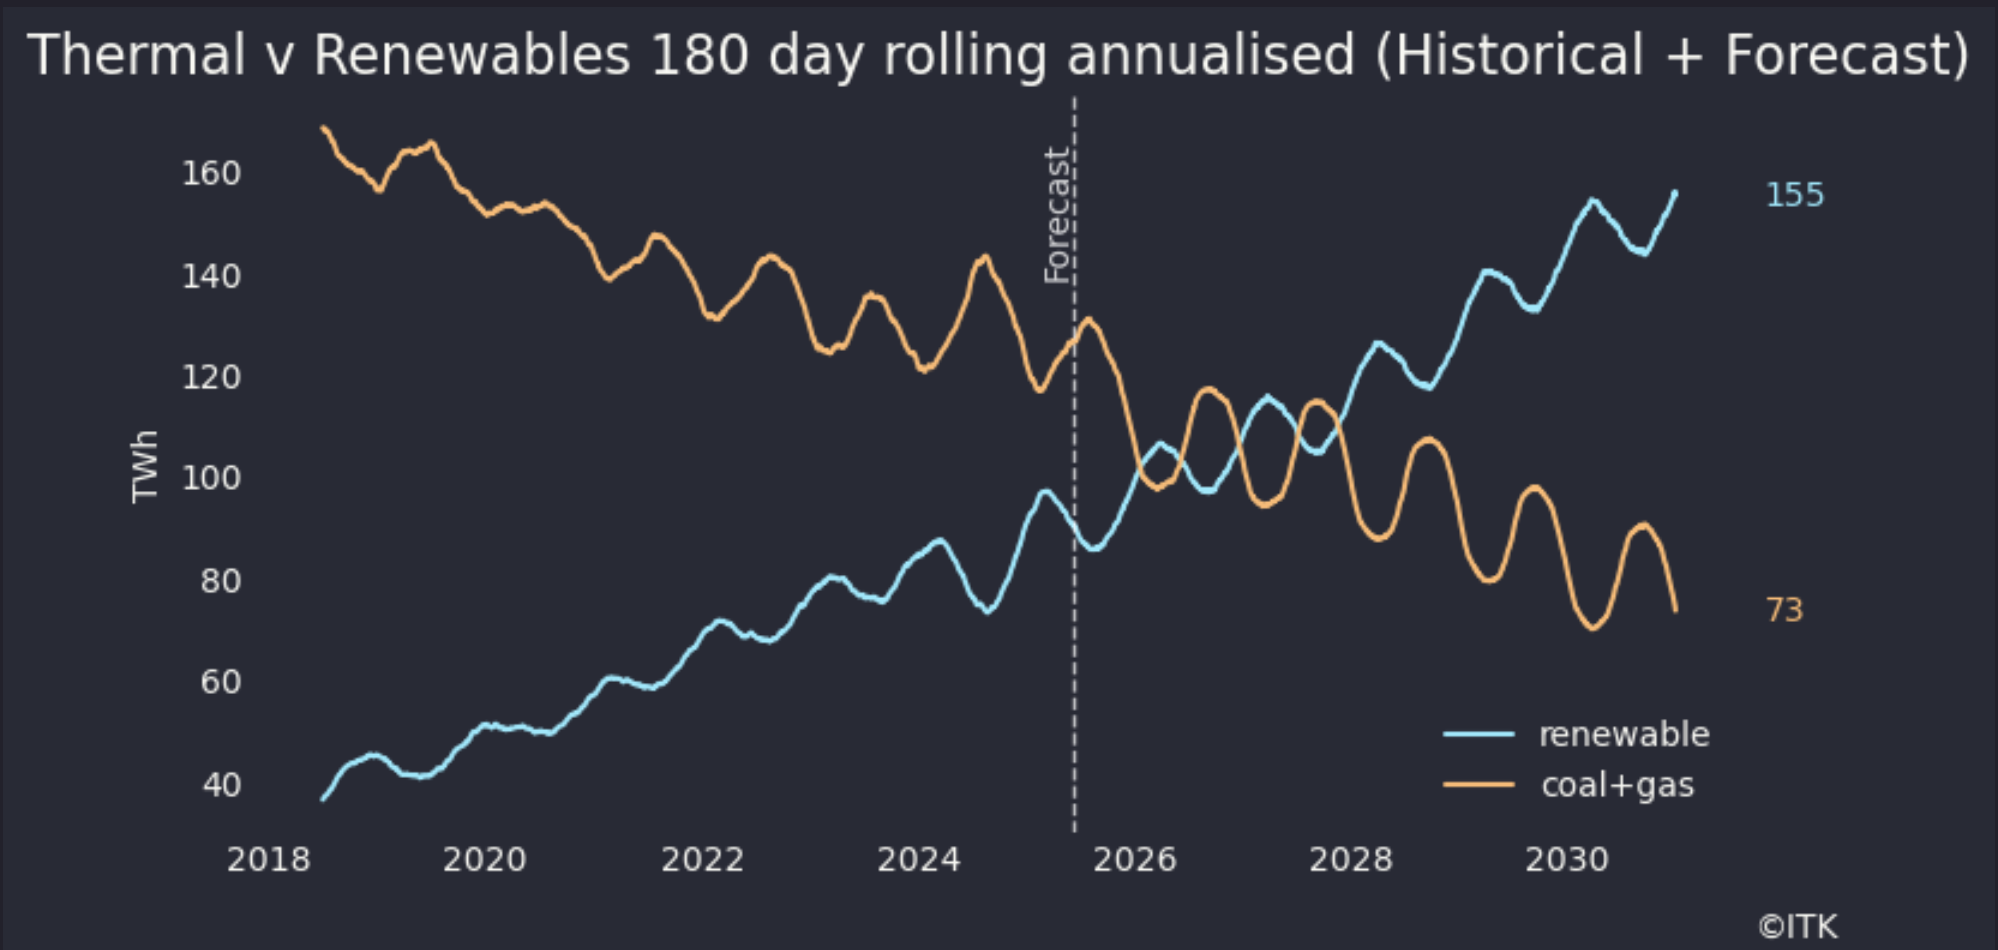 Thermal v Renewables 180 day rolling annualised (Historical + Forecast)
Forecast
TWh
160
140
120
100
80
60
40
155
73
renewable
coal+gas
2018 2020 2022 2024 2026 2028 2030
©ITK